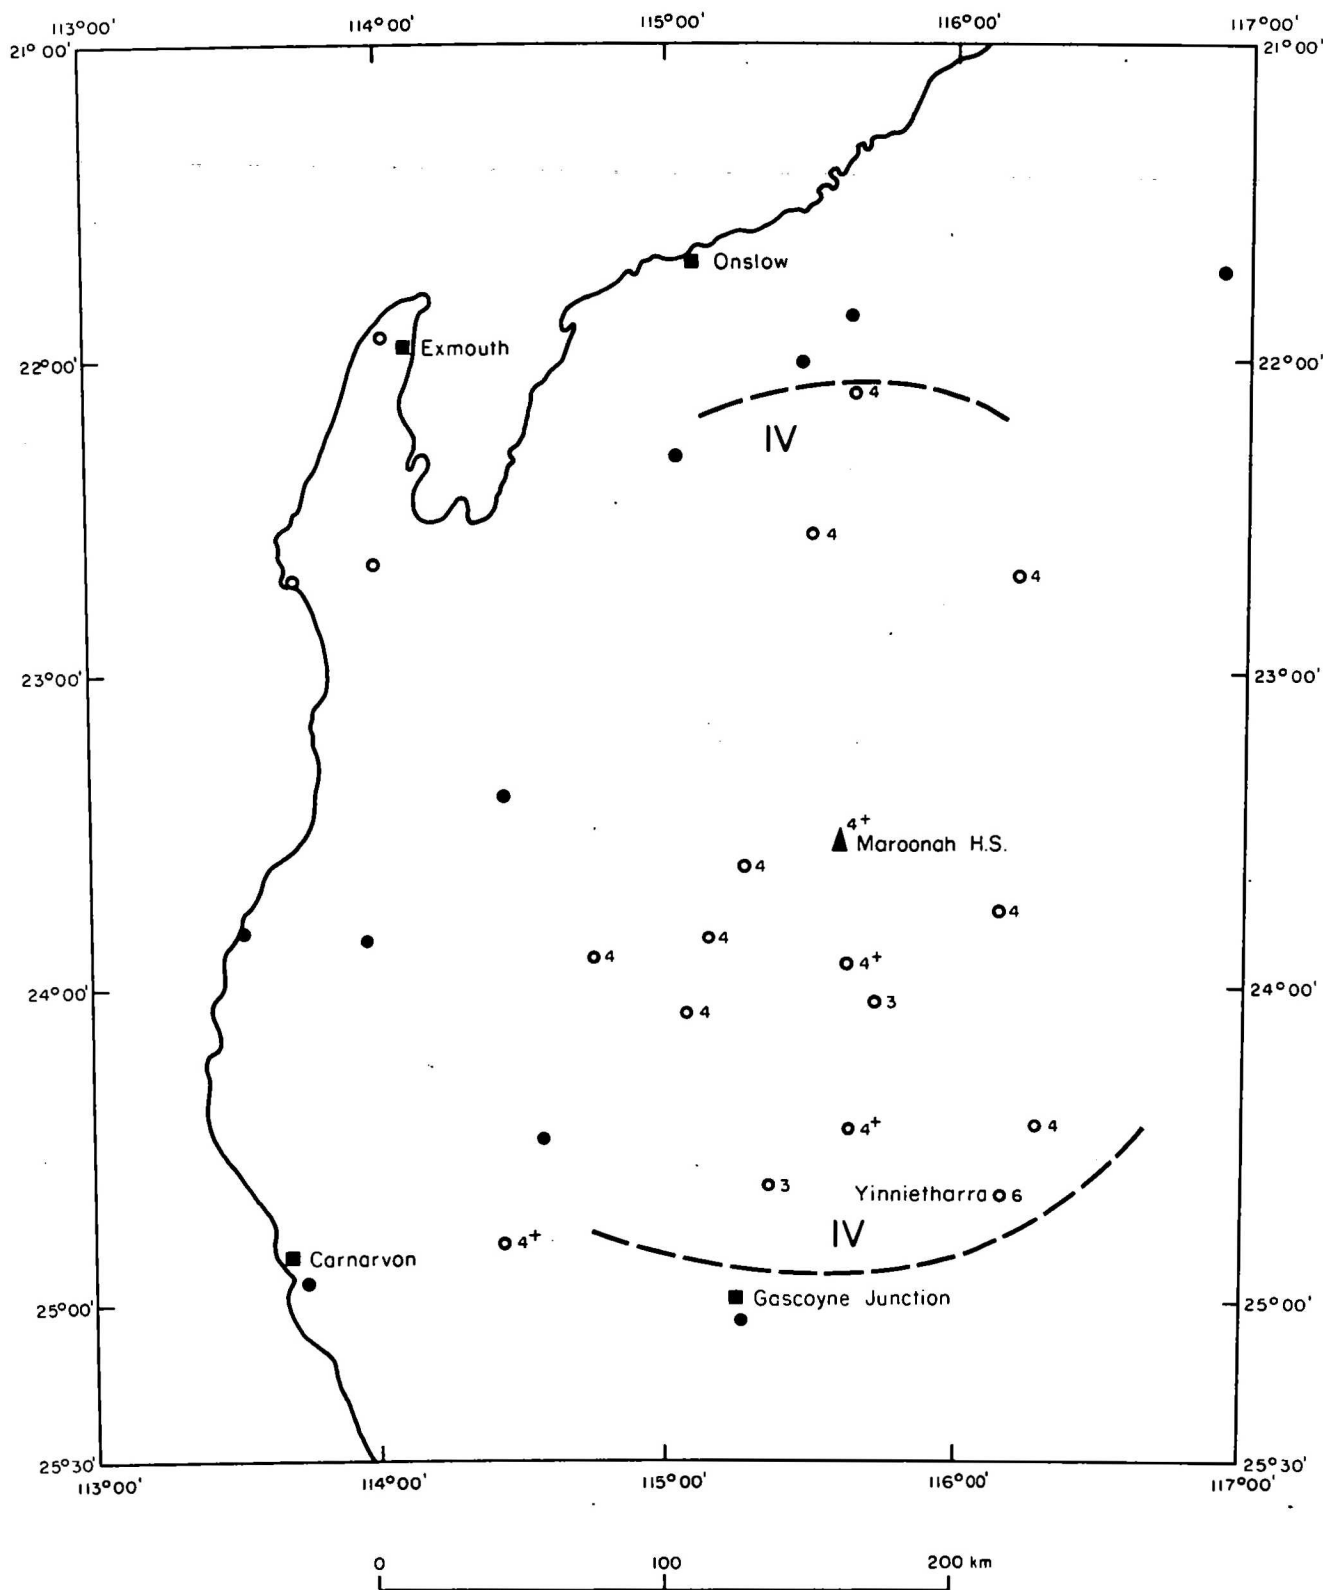 113°00' 114°00' 115°00' 116°00' 117°00'
21°00' 21°00'
Onslow
Exmouth
22°00' 22°00'
4
IV
4
4
23°00' 23°00'
4+
Maroonah H.S.
4
4
4
4
4+
24°00' 24°00'
3
4
4+
4
3
Yinnietharra 6
IV
4+
Carnarvon
Gascoyne Junction
25°00' 25°00'
25°30' 25°30'
113°00' 114°00' 115°00' 116°00' 117°00'
0 100 200 km